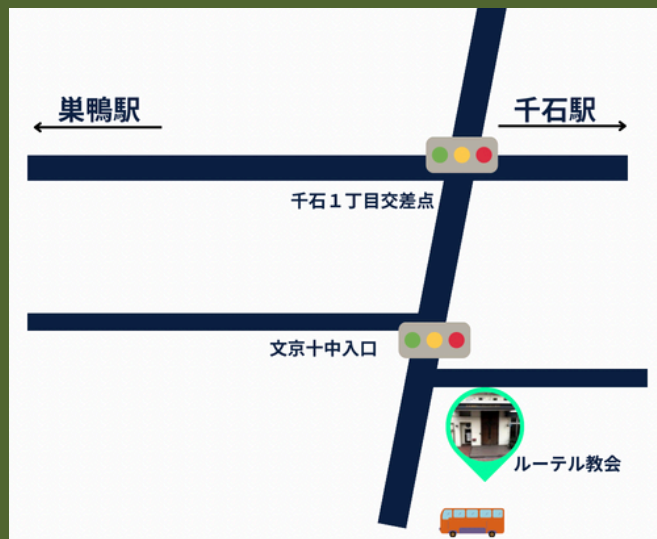 巣鴨駅
千石駅
千石１丁目交差点
文京十中入口
ルーテル教会